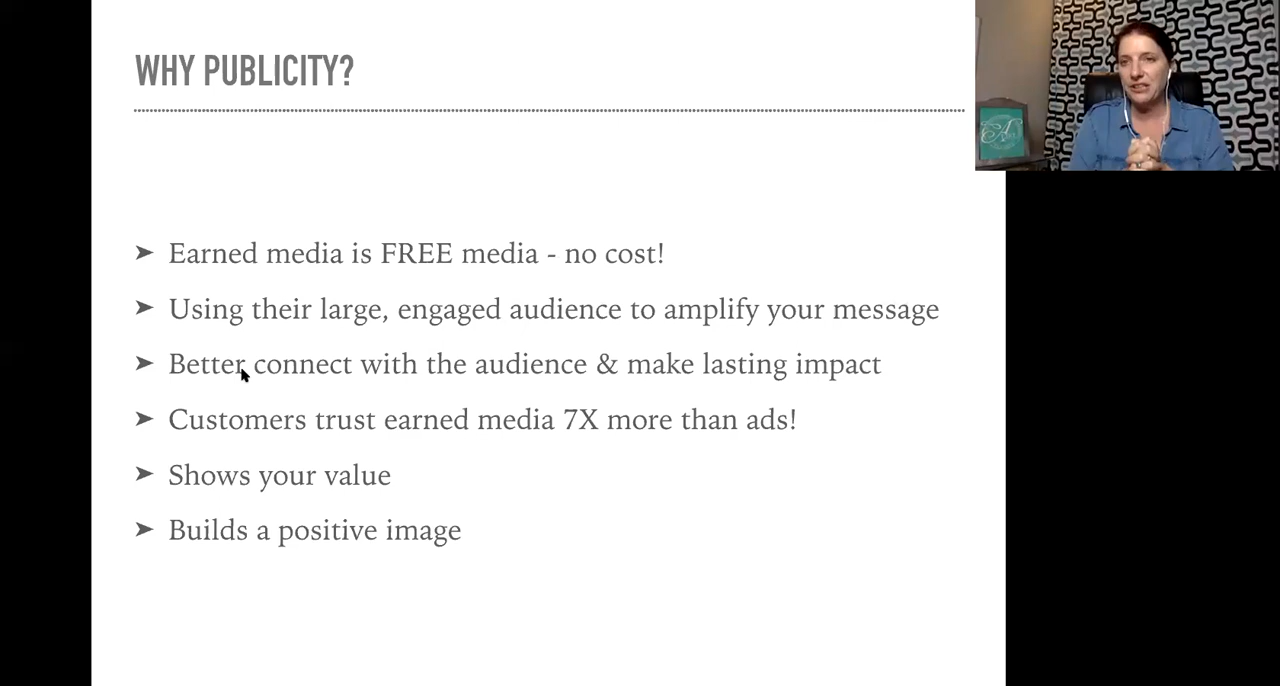 WHY PUBLICITY?
➤ Earned media is FREE media - no cost!
➤ Using their large, engaged audience to amplify your message
➤ Better connect with the audience & make lasting impact
➤ Customers trust earned media 7X more than ads!
➤ Shows your value
➤ Builds a positive image